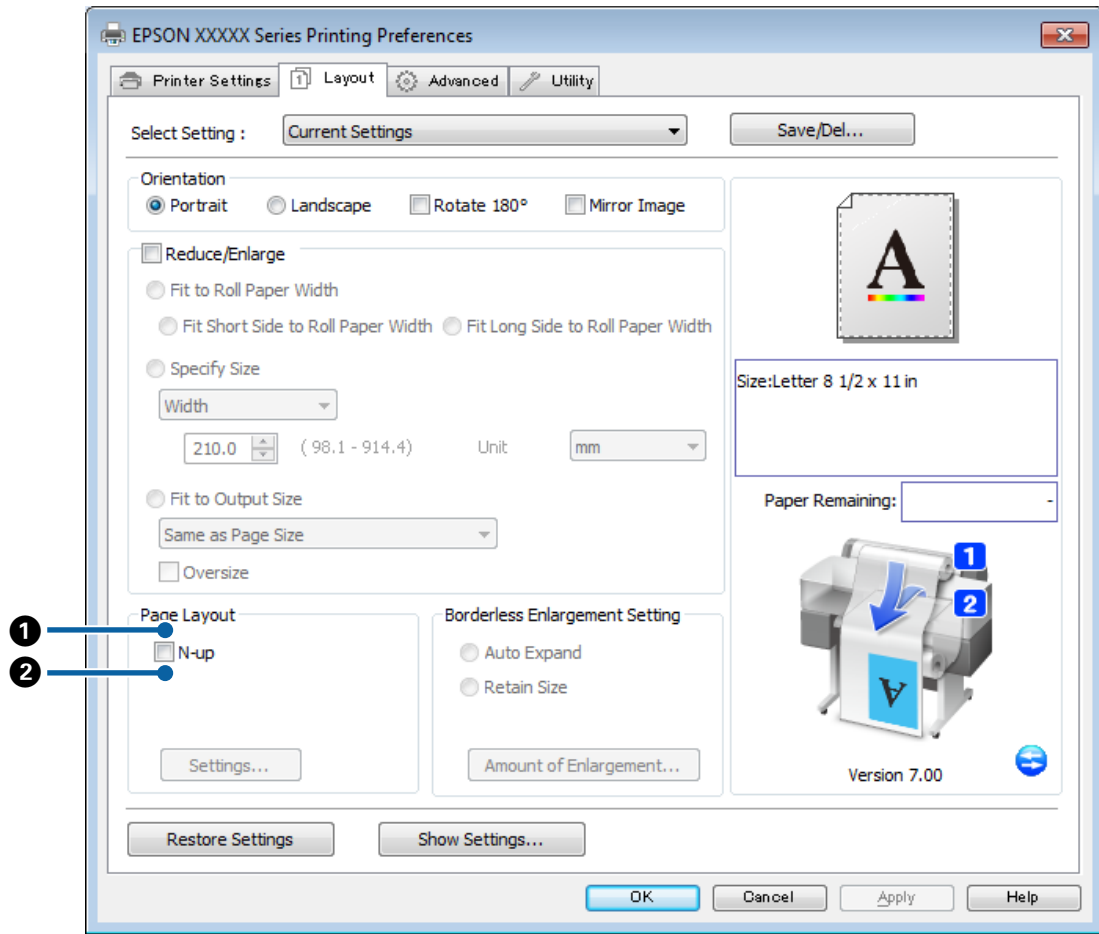 EPSON XXXXX Series Printing Preferences
Printer Settings
1 Layout
Advanced
Utility
Select Setting : Current Settings Save/Del...
Orientation
Portrait Landscape Rotate 180° Mirror Image
A
Reduce/Enlarge
Fit to Roll Paper Width
Fit Short Side to Roll Paper Width Fit Long Side to Roll Paper Width
Specify Size
Width
210.0 ( 98.1 - 914.4) Unit mm
Size:Letter 8 1/2 x 11 in
Fit to Output Size
Same as Page Size
Oversize
Paper Remaining: -
1
2
A
Version 7.00
1
2
Page Layout
N-up
Settings...
Borderless Enlargement Setting
Auto Expand
Retain Size
Amount of Enlargement...
Restore Settings Show Settings...
OK Cancel Apply Help